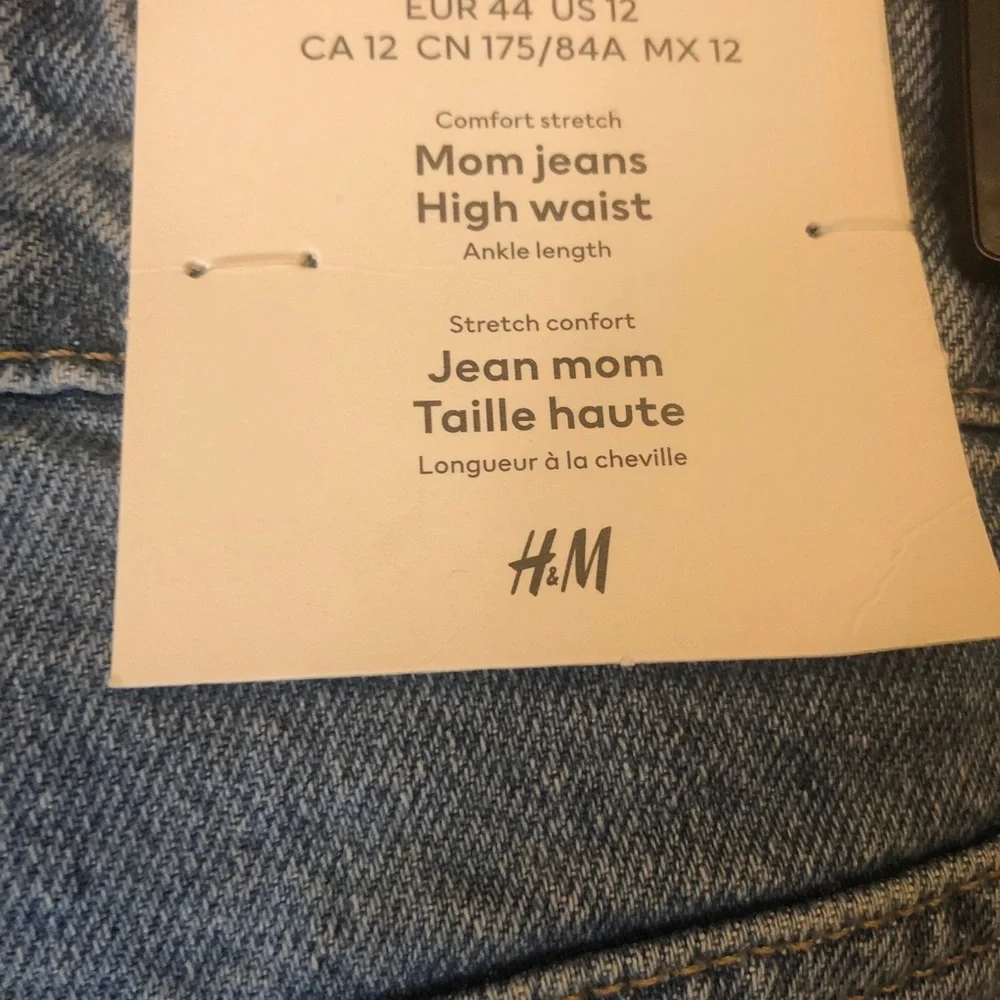 EUR 44 US 12
CA 12 CN 175/84A MX 12
Comfort stretch
Mom jeans
High waist
Ankle length
Stretch confort
Jean mom
Taille haute
Longueur à la cheville
H&M